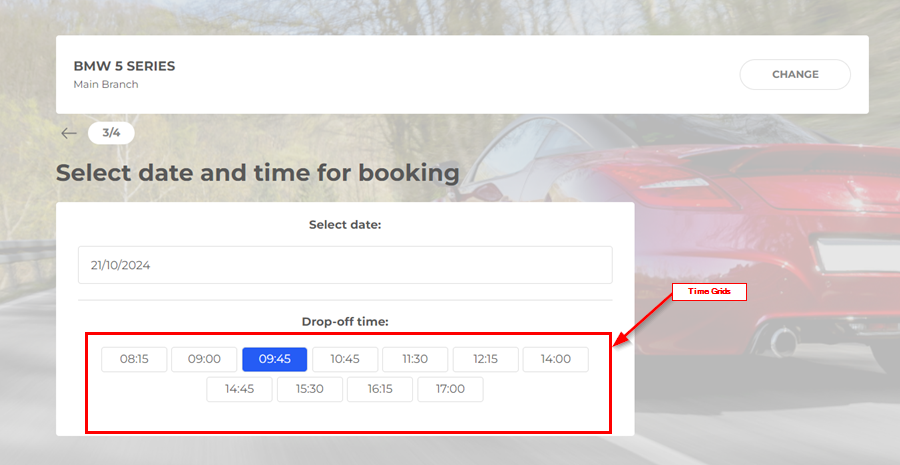 BMW 5 SERIES
Main Branch
CHANGE
3/4
Select date and time for booking
Select date:
21/10/2024
Time Grids
Drop-off time:
08:15 09:00 09:45 10:45 11:30 12:15 14:00
14:45 15:30 16:15 17:00